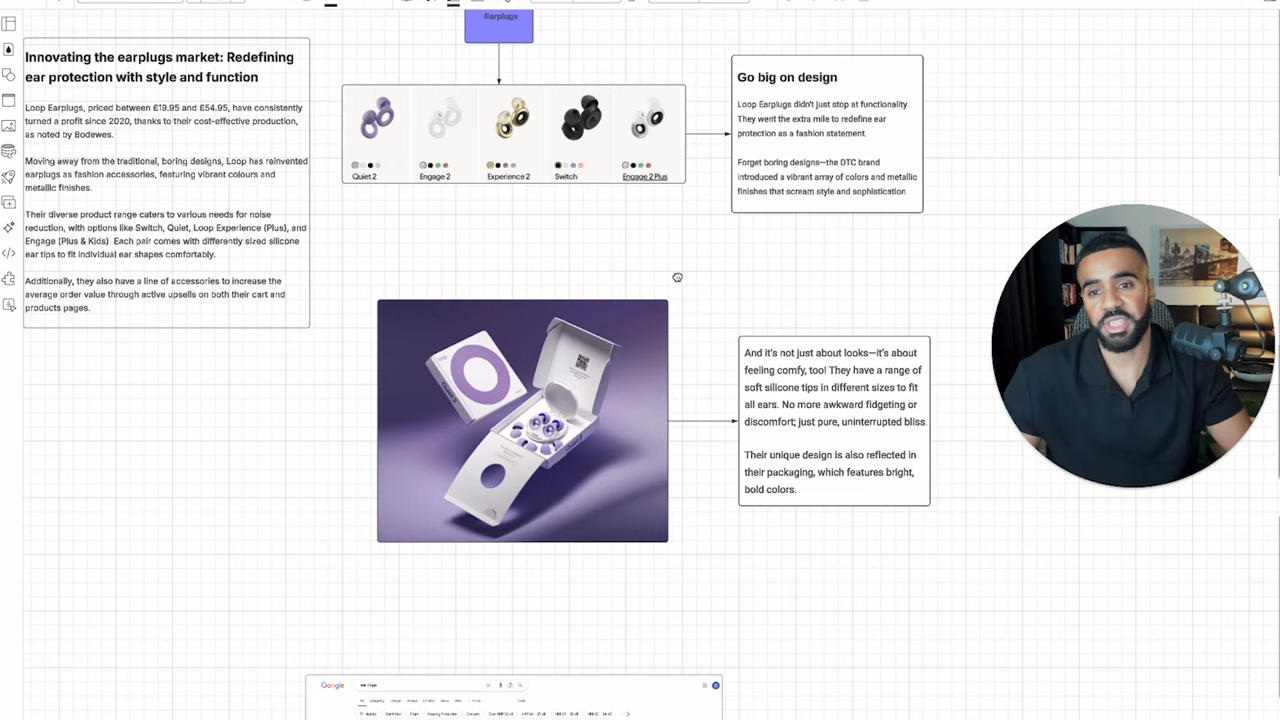 Earplugs
Innovating the earplugs market: Redefining
ear protection with style and function
Loop Earplugs, priced between £19.95 and £54.95, have consistently
turned a profit since 2020, thanks to their cost-effective production,
as noted by Bodewes.
Moving away from the traditional, boring designs, Loop has reinvented
earplugs as fashion accessories, featuring vibrant colours and
metallic finishes.
Their diverse product range caters to various needs for noise
reduction, with options like Switch, Quiet, Loop Experience (Plus), and
Engage (Plus & Kids). Each pair comes with differently sized silicone
ear tips to fit individual ear shapes comfortably.
Additionally, they also have a line of accessories to increase the
average order value through active upsells on both their cart and
products pages.
Quiet 2
Engage 2
Experience 2
Switch
Engage 2 Plus
Go big on design
Loop Earplugs didn't just stop at functionality.
They went the extra mile to redefine ear
protection as a fashion statement.
Forget boring designs—the DTC brand
introduced a vibrant array of colors and metallic
finishes that scream style and sophistication.
And it's not just about looks—it's about
feeling comfy, too! They have a range of
soft silicone tips in different sizes to fit
all ears. No more awkward fidgeting or
discomfort; just pure, uninterrupted bliss.
Their unique design is also reflected in
their packaging, which features bright,
bold colors.
Google